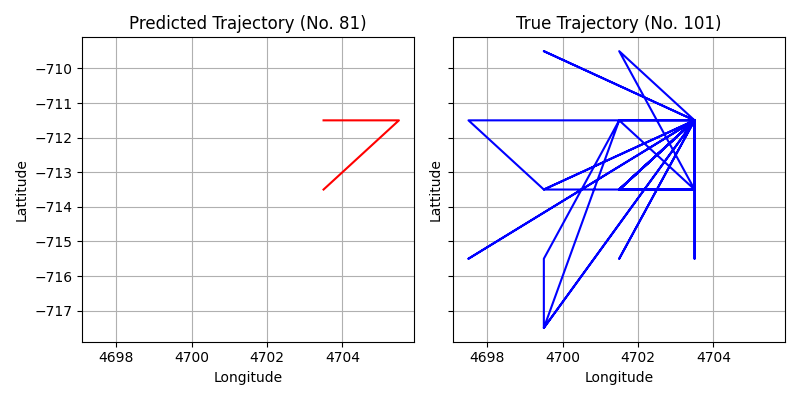 Predicted Trajectory (No. 81)
True Trajectory (No. 101)
Lattitude
−710
−711
−712
−713
−714
−715
−716
−717
4698 4700 4702 4704
Longitude
Lattitude
4698 4700 4702 4704
Longitude